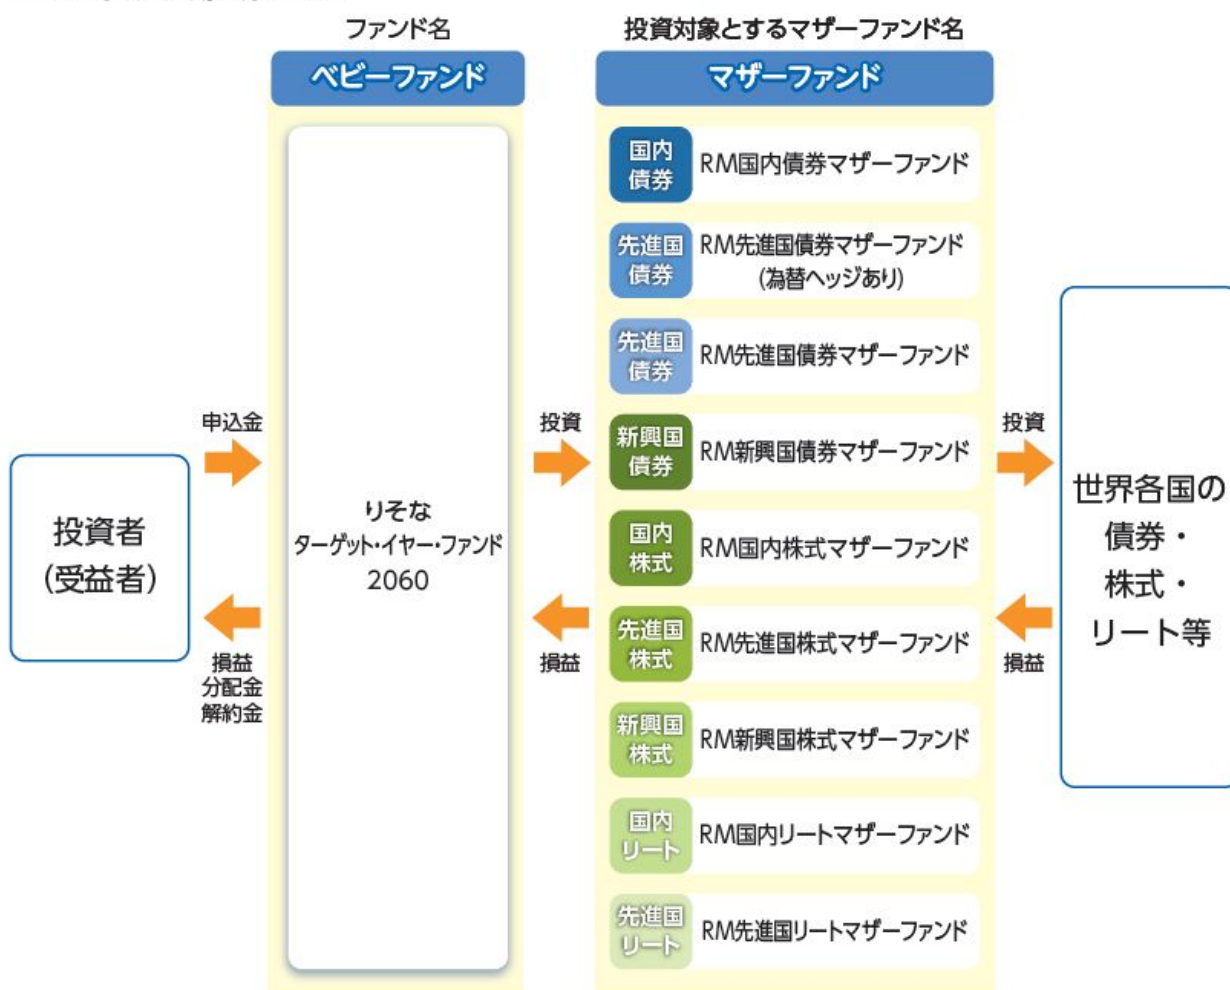 ファンド名
投資対象とするマザーファンド名
ベビーファンド
マザーファンド
投資者
(受益者)
申込金
損益
分配金
解約金
りそな
ターゲット・イヤー・ファンド
2060
投資
損益
国内
債券
RM国内債券マザーファンド
先進国
債券
RM先進国債券マザーファンド
(為替ヘッジあり)
先進国
債券
RM先進国債券マザーファンド
新興国
債券
RM新興国債券マザーファンド
国内
株式
RM国内株式マザーファンド
先進国
株式
RM先進国株式マザーファンド
新興国
株式
RM新興国株式マザーファンド
国内
リート
RM国内リートマザーファンド
先進国
リート
RM先進国リートマザーファンド
投資
損益
世界各国の
債券・
株式・
リート等